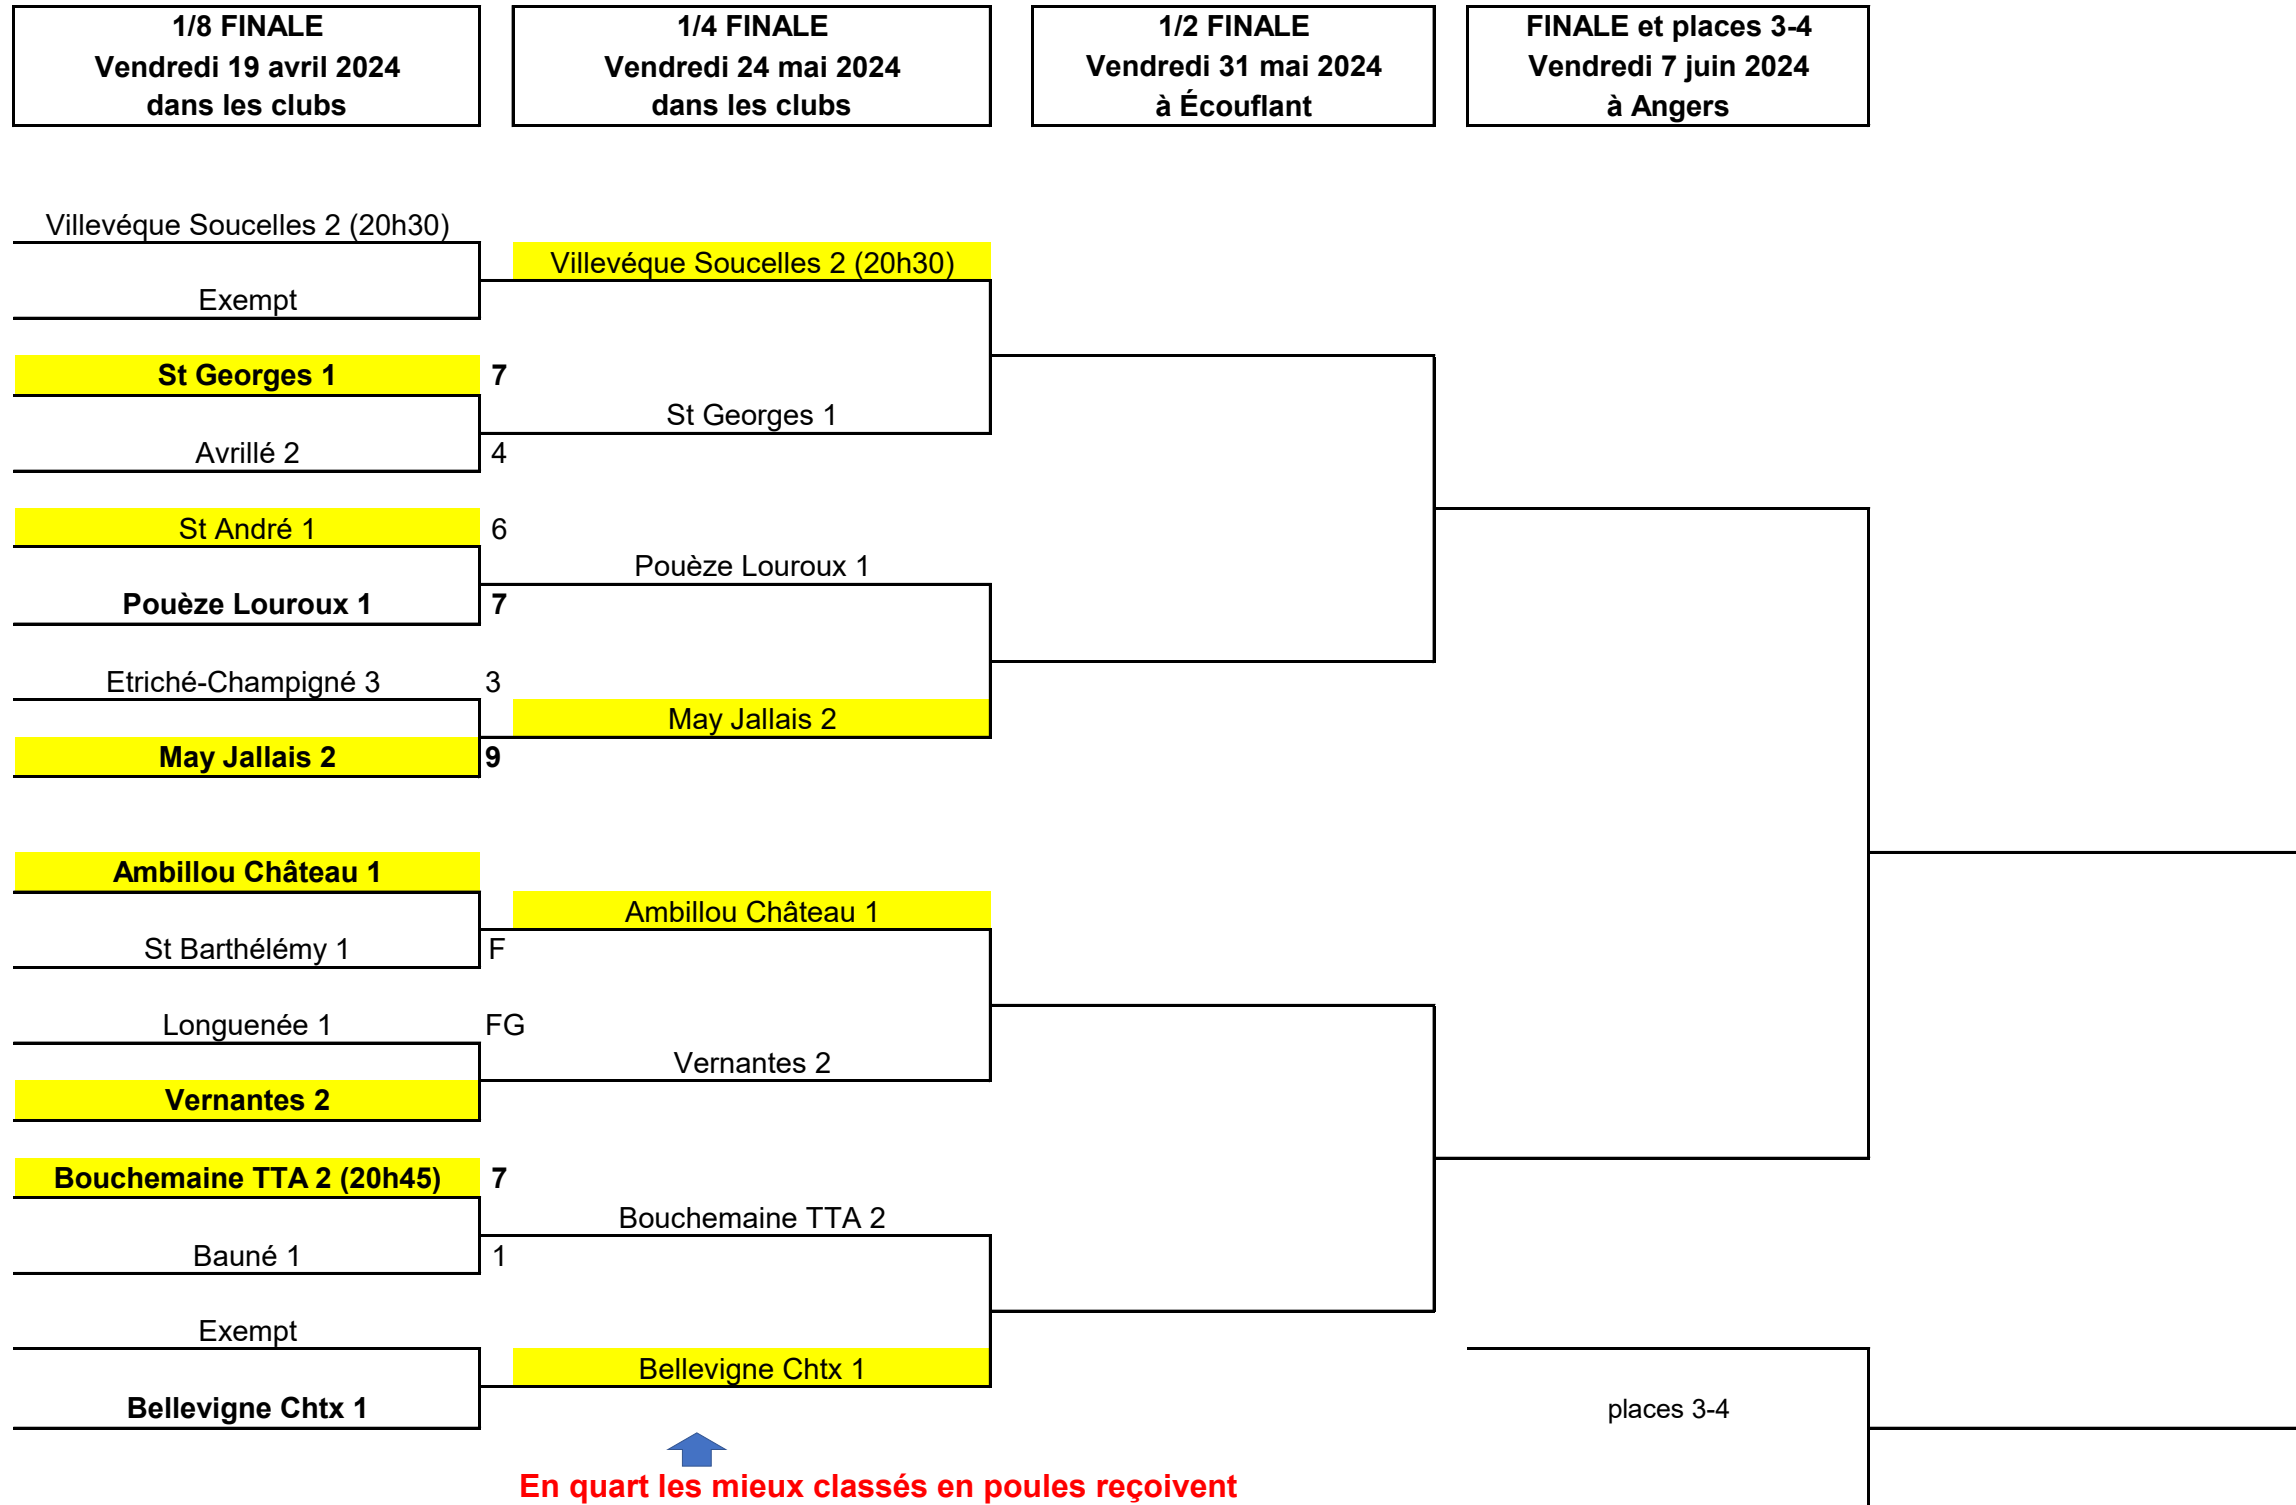 1/8 FINALE
Vendredi 19 avril 2024
dans les clubs
1/4 FINALE
Vendredi 24 mai 2024
dans les clubs
1/2 FINALE
Vendredi 31 mai 2024
à Écouflant
FINALE et places 3-4
Vendredi 7 juin 2024
à Angers
Villevéque Soucelles 2 (20h30)
Exempt
St Georges 1 7
Avrillé 2 4
St André 1 6
Pouèze Louroux 1 7
Etriché-Champigné 3 3
May Jallais 2 9
Ambillou Château 1
St Barthélémy 1 F
Longuenée 1 FG
Vernantes 2
Bouchemaine TTA 2 (20h45) 7
Bauné 1 1
Exempt
Bellevigne Chtx 1
Villevéque Soucelles 2 (20h30)
St Georges 1
Pouèze Louroux 1
May Jallais 2
Ambillou Château 1
Vernantes 2
Bouchemaine TTA 2
Bellevigne Chtx 1
places 3-4
En quart les mieux classés en poules reçoivent